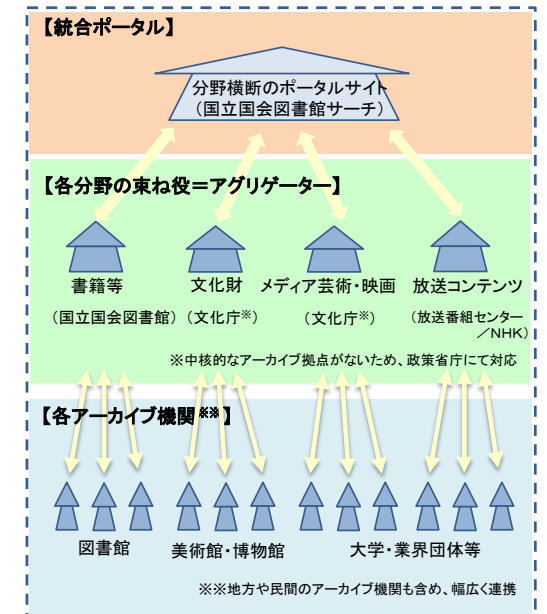 【統合ポータル】
分野横断のポータルサイト
(国立国会図書館サーチ)
【各分野の束ね役＝アグリゲーター】
書籍等
文化財
メディア芸術・映画
放送コンテンツ
(国立国会図書館)
(文化庁※)
(文化庁※)
(放送番組センター
／NHK)
※中核的なアーカイブ拠点がないため、政策省庁にて対応
【各アーカイブ機関※※】
図書館
美術館・博物館
大学・業界団体等
※※地方や民間のアーカイブ機関も含め、幅広く連携